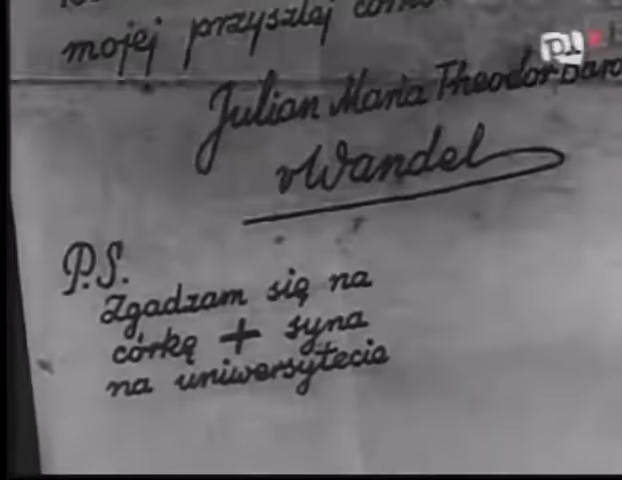 mojej przyszłej
Julian Maria Theodor
v Wandel
P.S.
Zgadzam się na
córkę + syna
na uniwersytecie